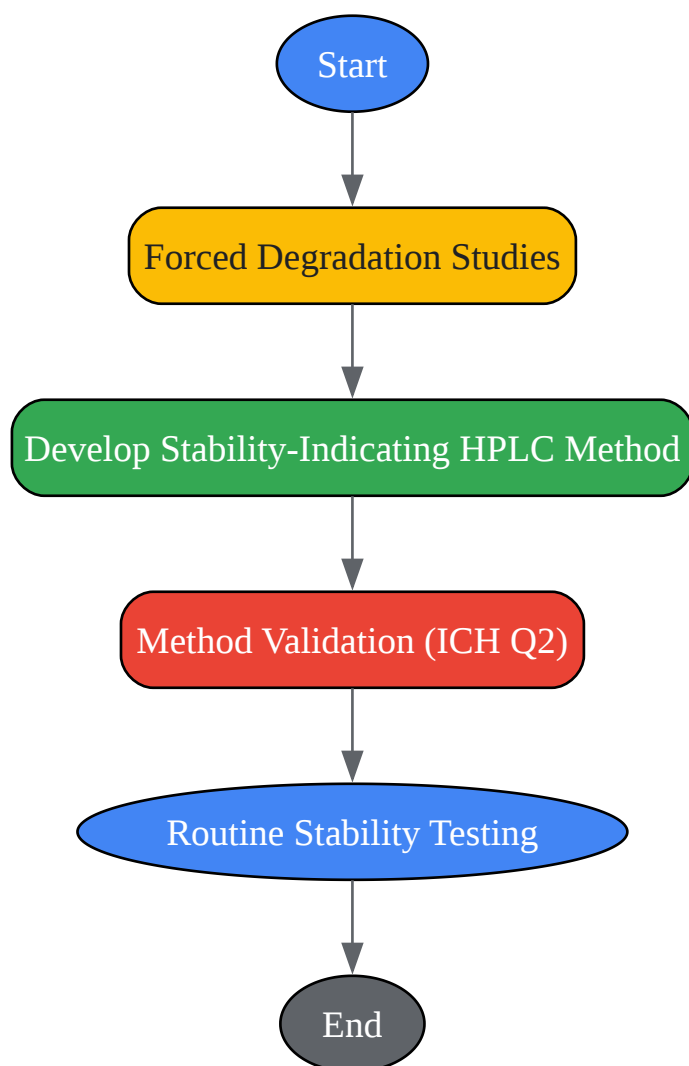 Start
Forced Degradation Studies
Develop Stability-Indicating HPLC Method
Method Validation (ICH Q2)
Routine Stability Testing
End